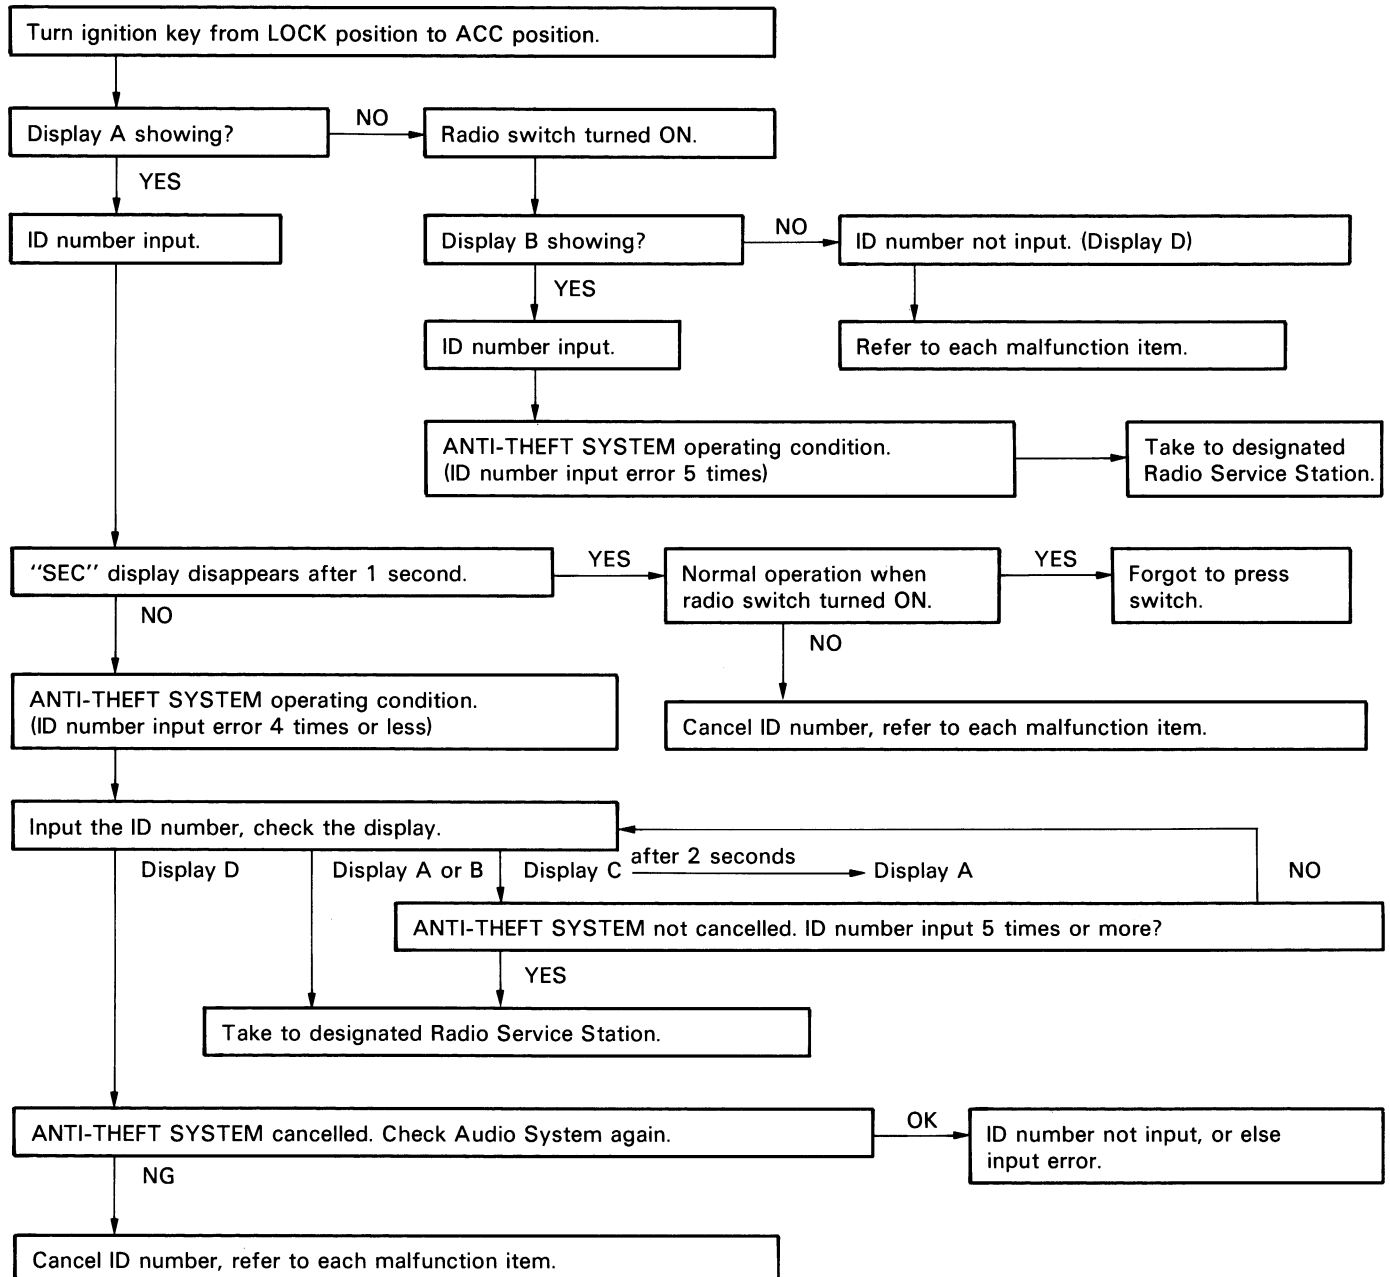 Turn ignition key from LOCK position to ACC position.
Display A showing?
NO
Radio switch turned ON.
YES
ID number input.
Display B showing?
NO
ID number not input. (Display D)
YES
ID number input.
Refer to each malfunction item.
ANTI-THEFT SYSTEM operating condition.
(ID number input error 5 times)
Take to designated
Radio Service Station.
"SEC" display disappears after 1 second.
YES
Normal operation when
radio switch turned ON.
YES
Forgot to press
switch.
NO
NO
ANTI-THEFT SYSTEM operating condition.
(ID number input error 4 times or less)
Cancel ID number, refer to each malfunction item.
Input the ID number, check the display.
Display D
Display A or B
Display C
after 2 seconds
Display A
NO
ANTI-THEFT SYSTEM not cancelled. ID number input 5 times or more?
YES
Take to designated Radio Service Station.
ANTI-THEFT SYSTEM cancelled. Check Audio System again.
OK
ID number not input, or else
input error.
NG
Cancel ID number, refer to each malfunction item.